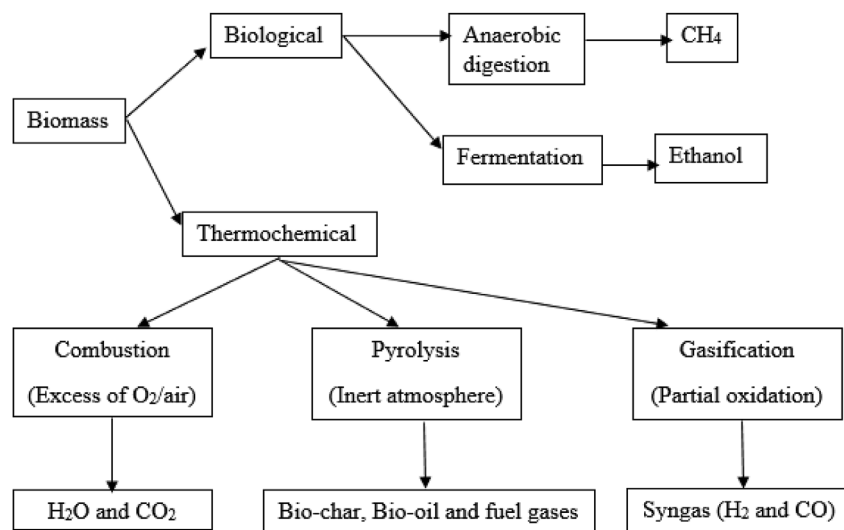 Biological
Anaerobic
digestion
CH₄
Biomass
Fermentation
Ethanol
Thermochemical
Combustion
(Excess of O₂/air)
Pyrolysis
(Inert atmosphere)
Gasification
(Partial oxidation)
H₂O and CO₂
Bio-char, Bio-oil and fuel gases
Syngas (H₂ and CO)